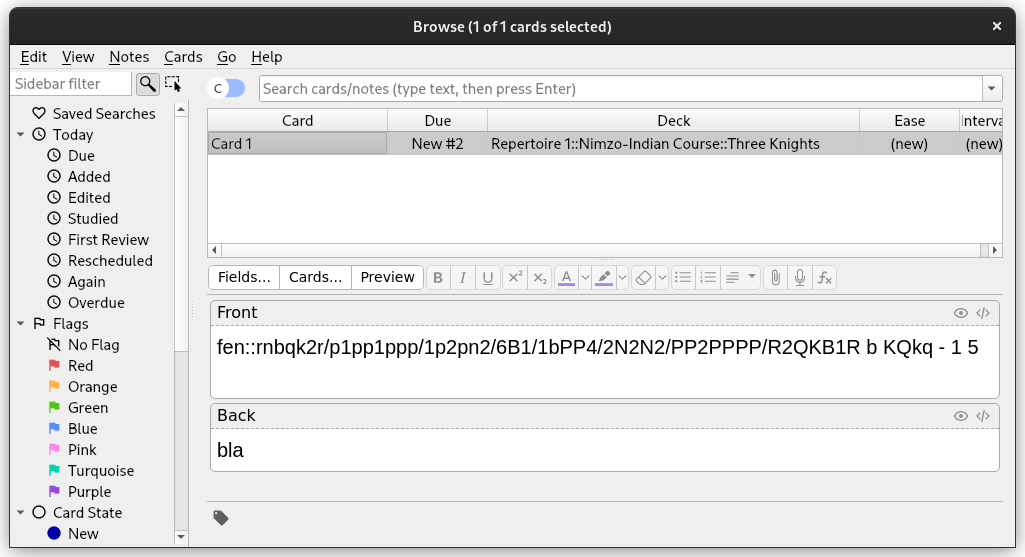 Browse (1 of 1 cards selected)
Edit View Notes Cards Go Help
Sidebar filter
C
Search cards/notes (type text, then press Enter)
Saved Searches
Today
Due
Added
Edited
Studied
First Review
Rescheduled
Again
Overdue
Flags
No Flag
Red
Orange
Green
Blue
Pink
Turquoise
Purple
Card State
New
Card Due Deck Ease Interva
Card 1 New #2 Repertoire 1::Nimzo-Indian Course::Three Knights (new) (new)
Fields... Cards... Preview B I U x² x₂ A fx
Front
fen::rnbqk2r/p1pp1ppp/1p2pn2/6B1/1bPP4/2N2N2/PP2PPPP/R2QKB1R b KQkq - 1 5
Back
bla